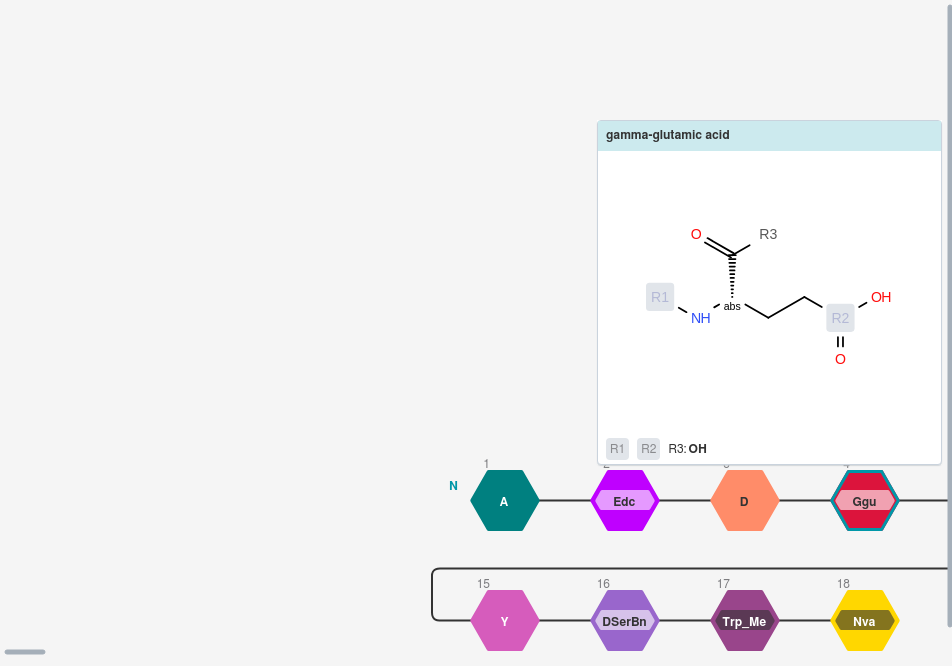 gamma-glutamic acid
O R3
R1 NH abs R2 OH
O
R1 R2 R3: OH
1
N A Edc D Ggu
15 16 17 18
Y DSerBn Trp_Me Nva